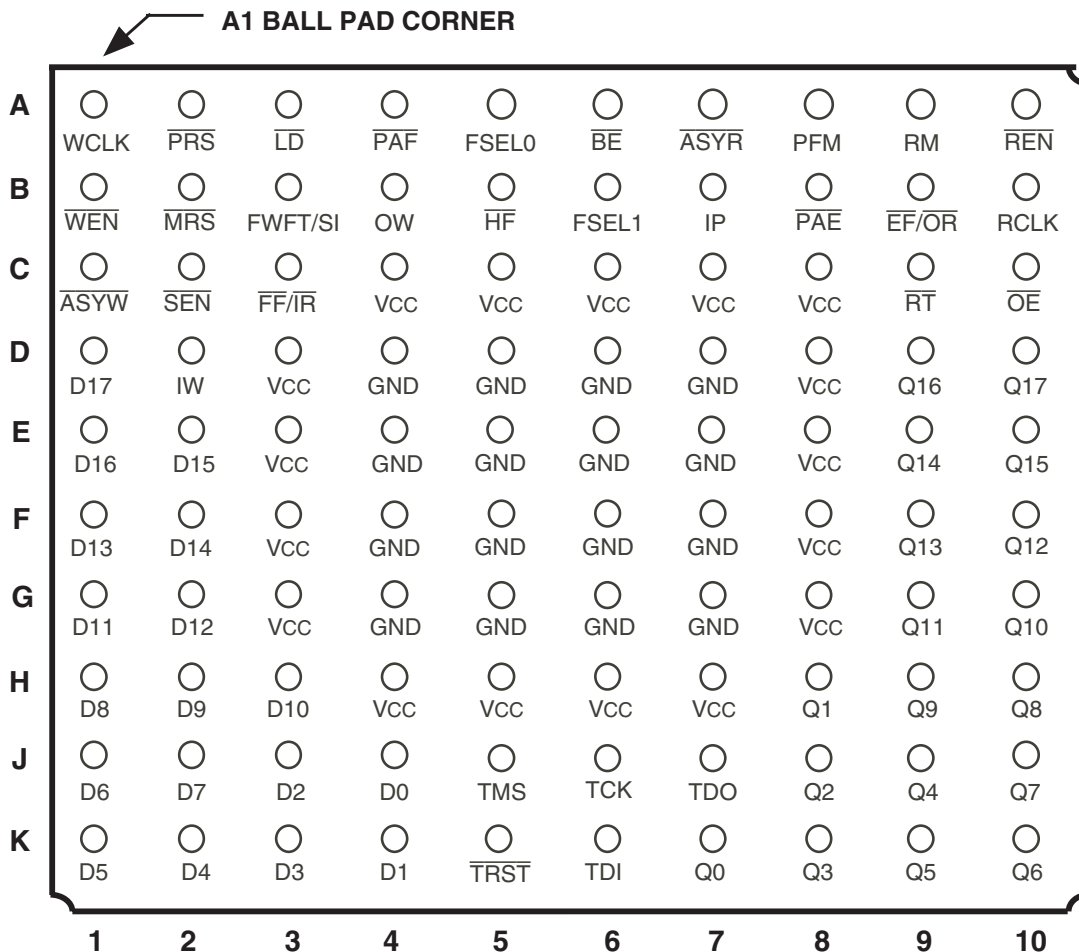 A1 BALL PAD CORNER
A
WCLK PRS LD PAF FSEL0 BE ASYR PFM RM REN
B
WEN MRS FWFT/SI OW HF FSEL1 IP PAE EF/OR RCLK
C
ASYW SEN FF/IR VCC VCC VCC VCC VCC RT OE
D
D17 IW VCC GND GND GND GND VCC Q16 Q17
E
D16 D15 VCC GND GND GND GND VCC Q14 Q15
F
D13 D14 VCC GND GND GND GND VCC Q13 Q12
G
D11 D12 VCC GND GND GND GND VCC Q11 Q10
H
D8 D9 D10 VCC VCC VCC VCC Q1 Q9 Q8
J
D6 D7 D2 D0 TMS TCK TDO Q2 Q4 Q7
K
D5 D4 D3 D1 TRST TDI Q0 Q3 Q5 Q6
1 2 3 4 5 6 7 8 9 10